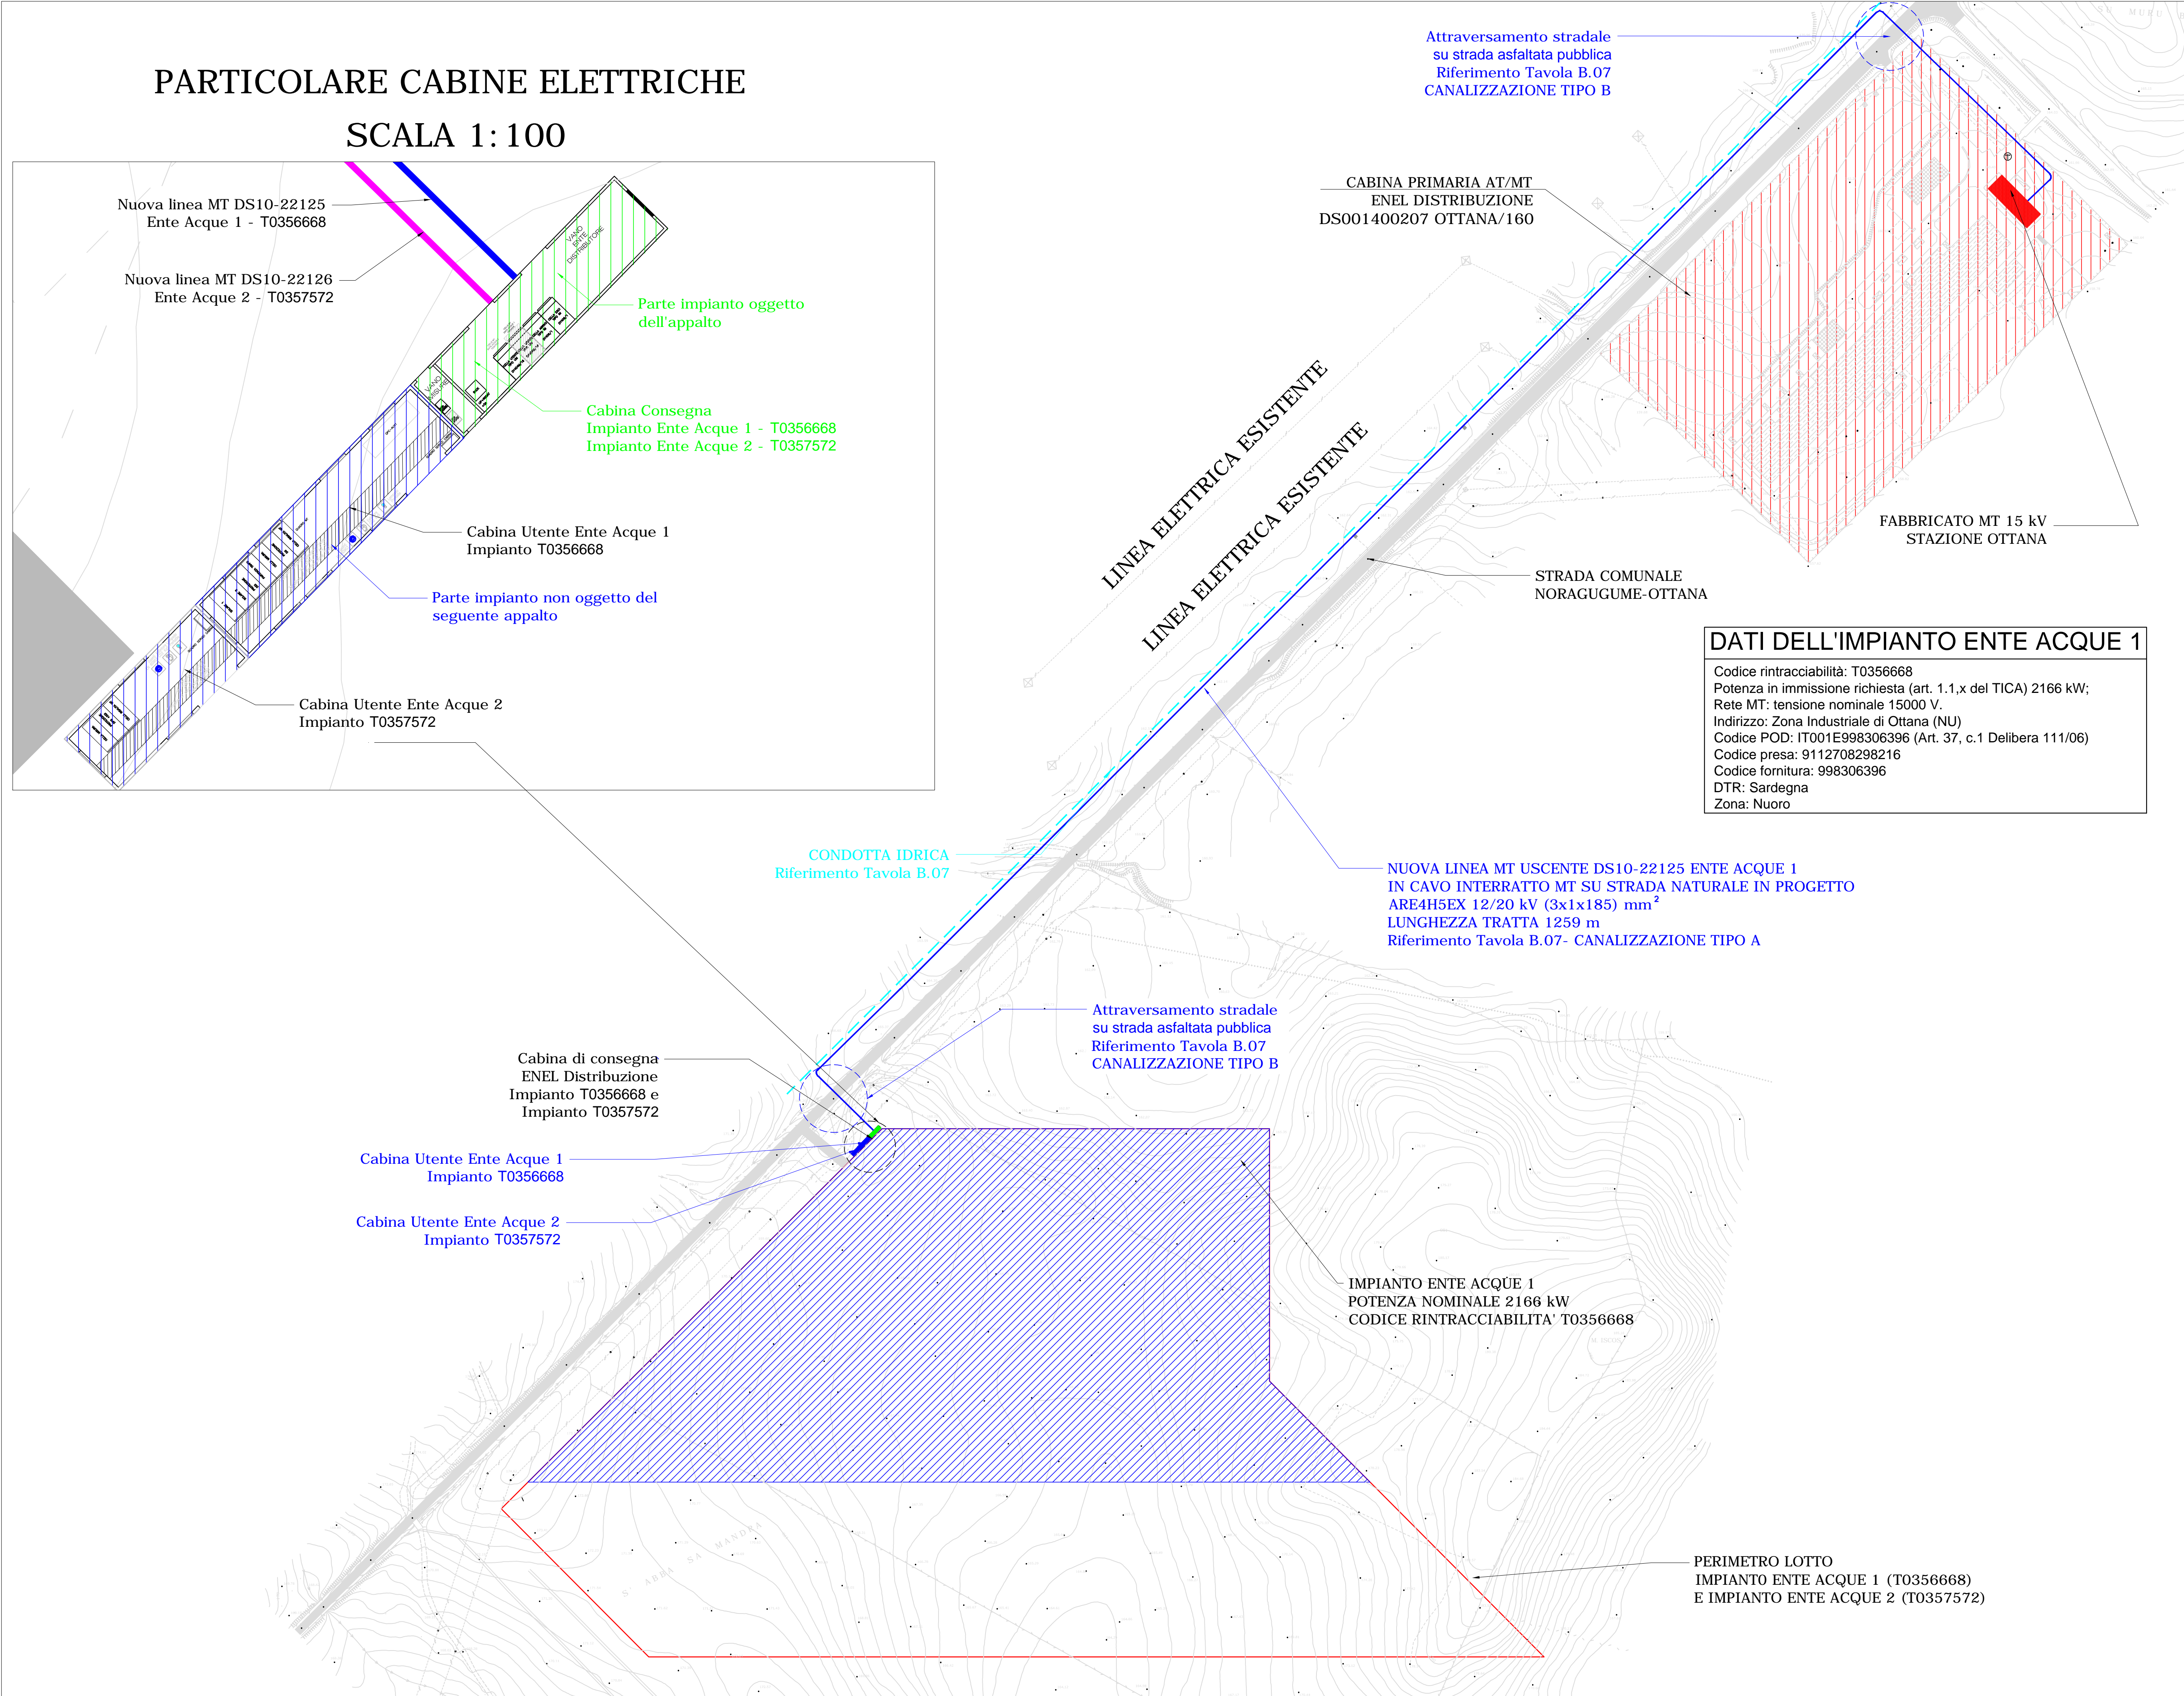 PARTICOLARE CABINE ELETTRICHE
SCALA 1:100
Nuova linea MT DS10-22125
Ente Acque 1 - T0356668
Nuova linea MT DS10-22126
Ente Acque 2 - T0357572
VANO
ENTE
DISTRIBUTORE
Parte impianto oggetto
dell'appalto
VANO
MISURE
Cabina Consegna
Impianto Ente Acque 1 - T0356668
Impianto Ente Acque 2 - T0357572
Cabina Utente Ente Acque 1
Impianto T0356668
Parte impianto non oggetto del
seguente appalto
Cabina Utente Ente Acque 2
Impianto T0357572
Attraversamento stradale
su strada asfaltata pubblica
Riferimento Tavola B.07
CANALIZZAZIONE TIPO B
SU MURU
CABINA PRIMARIA AT/MT
ENEL DISTRIBUZIONE
DS001400207 OTTANA/160
LINEA ELETTRICA ESISTENTE
LINEA ELETTRICA ESISTENTE
FABBRICATO MT 15 kV
STAZIONE OTTANA
STRADA COMUNALE
NORAGUGUME-OTTANA
DATI DELL'IMPIANTO ENTE ACQUE 1
Codice rintracciabilità: T0356668
Potenza in immissione richiesta (art. 1.1,x del TICA) 2166 kW;
Rete MT: tensione nominale 15000 V.
Indirizzo: Zona Industriale di Ottana (NU)
Codice POD: IT001E998306396 (Art. 37, c.1 Delibera 111/06)
Codice presa: 9112708298216
Codice fornitura: 998306396
DTR: Sardegna
Zona: Nuoro
CONDOTTA IDRICA
Riferimento Tavola B.07
NUOVA LINEA MT USCENTE DS10-22125 ENTE ACQUE 1
IN CAVO INTERRATTO MT SU STRADA NATURALE IN PROGETTO
ARE4H5EX 12/20 kV (3x1x185) mm²
LUNGHEZZA TRATTA 1259 m
Riferimento Tavola B.07- CANALIZZAZIONE TIPO A
Attraversamento stradale
su strada asfaltata pubblica
Riferimento Tavola B.07
CANALIZZAZIONE TIPO B
Cabina di consegna
ENEL Distribuzione
Impianto T0356668 e
Impianto T0357572
Cabina Utente Ente Acque 1
Impianto T0356668
Cabina Utente Ente Acque 2
Impianto T0357572
IMPIANTO ENTE ACQUE 1
POTENZA NOMINALE 2166 kW
CODICE RINTRACCIABILITA' T0356668
S' ABBA SA MANDRA
PERIMETRO LOTTO
IMPIANTO ENTE ACQUE 1 (T0356668)
E IMPIANTO ENTE ACQUE 2 (T0357572)